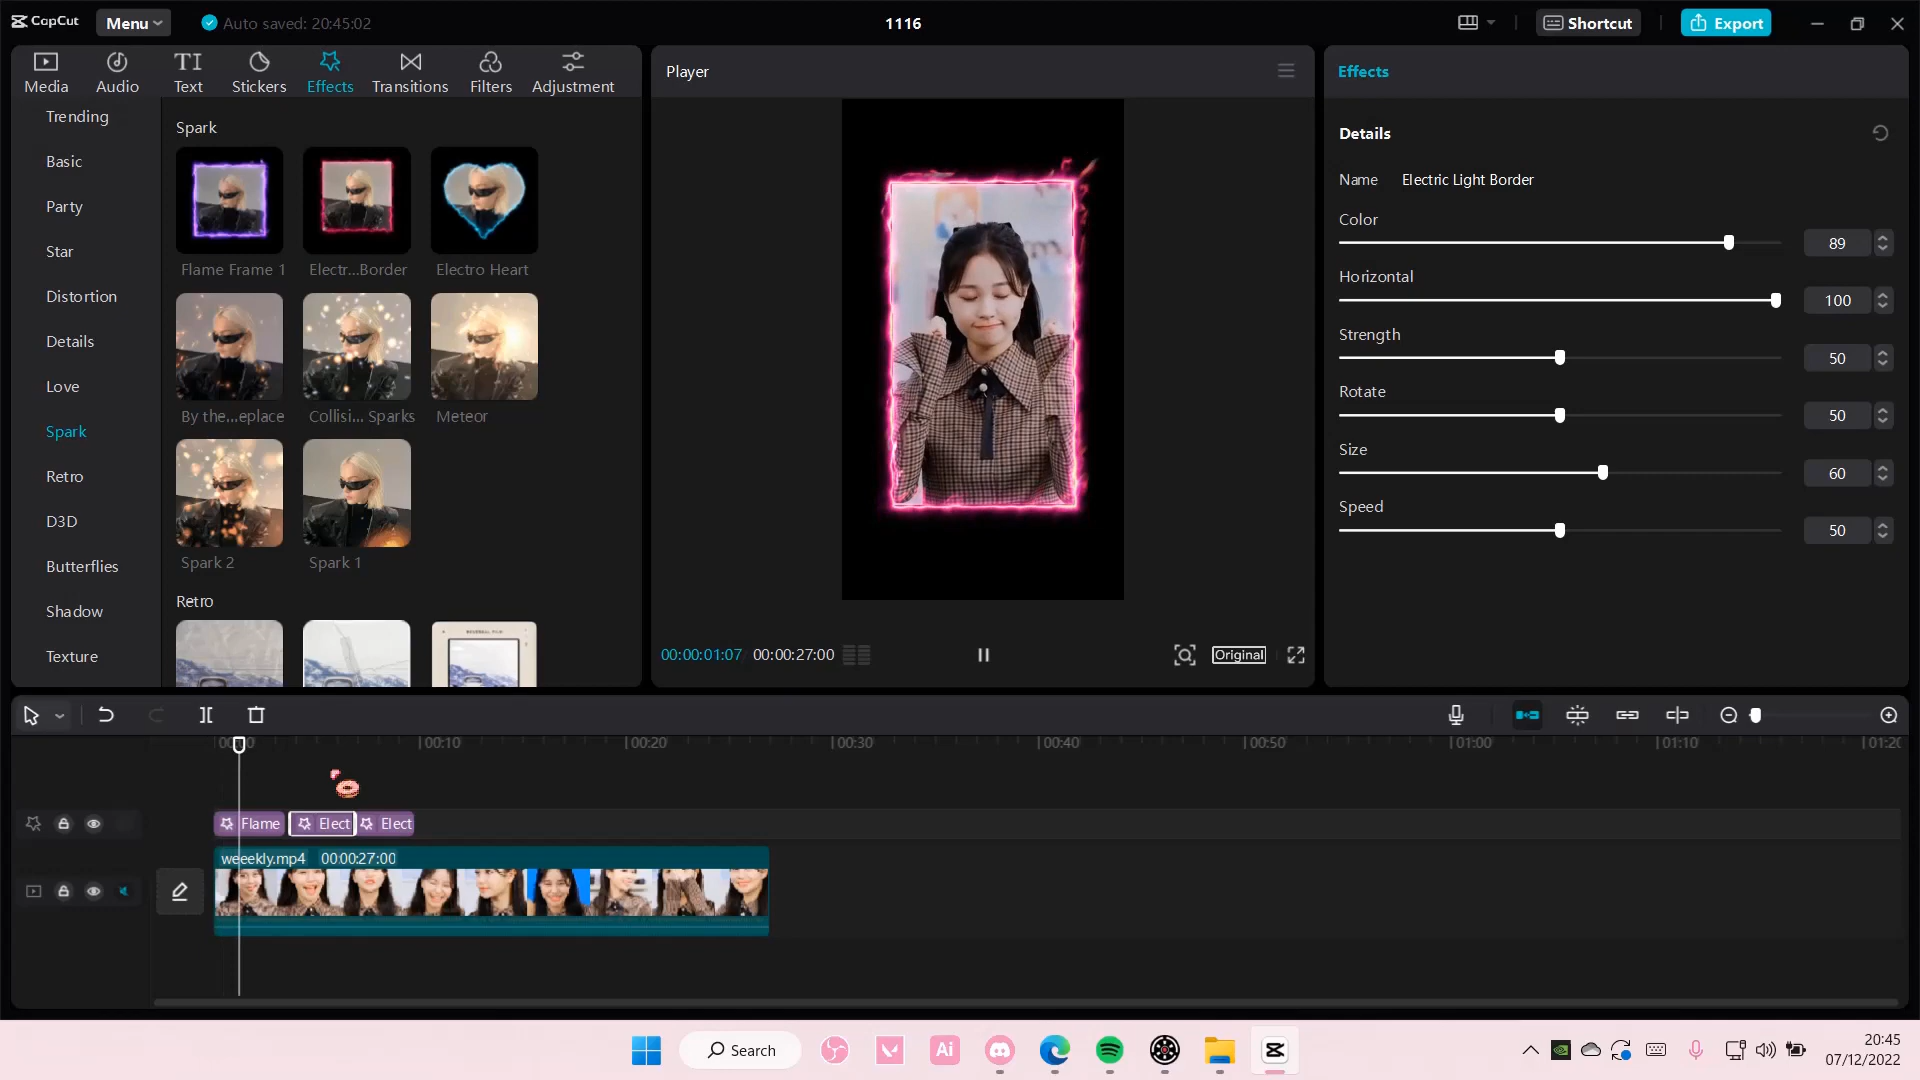 CapCut
Menu
Auto saved: 20:45:02
1116
Shortcut
Export
Media
Audio
TI
Text
Stickers
Effects
Transitions
Filters
Adjustment
Trending
Basic
Party
Star
Distortion
Details
Love
Spark
Retro
D3D
Butterflies
Shadow
Texture
Spark
Flame Frame 1
Electr...Border
Electro Heart
By the...eplace
Collisi... Sparks
Meteor
Spark 2
Spark 1
Retro
Player
00:00:01:07
00:00:27:00
Original
Effects
Details
Name Electric Light Border
Color
89
Horizontal
100
Strength
50
Rotate
50
Size
60
Speed
50
00:10
00:20
00:30
00:40
00:50
01:00
01:10
Flame
Elect
Elect
weeekly.mp4 00:00:27:00
Search
Ai
20:45
07/12/2022